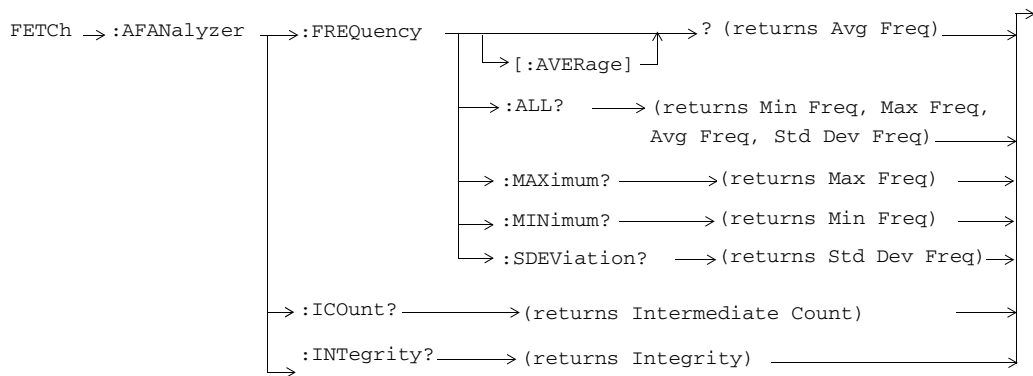 FETCh :AFANalyzer :FREQuency ? (returns Avg Freq)
[:AVERage]
:ALL? (returns Min Freq, Max Freq,
Avg Freq, Std Dev Freq)
:MAXimum? (returns Max Freq)
:MINimum? (returns Min Freq)
:SDEViation? (returns Std Dev Freq)
:ICOunt? (returns Intermediate Count)
:INTegrity? (returns Integrity)